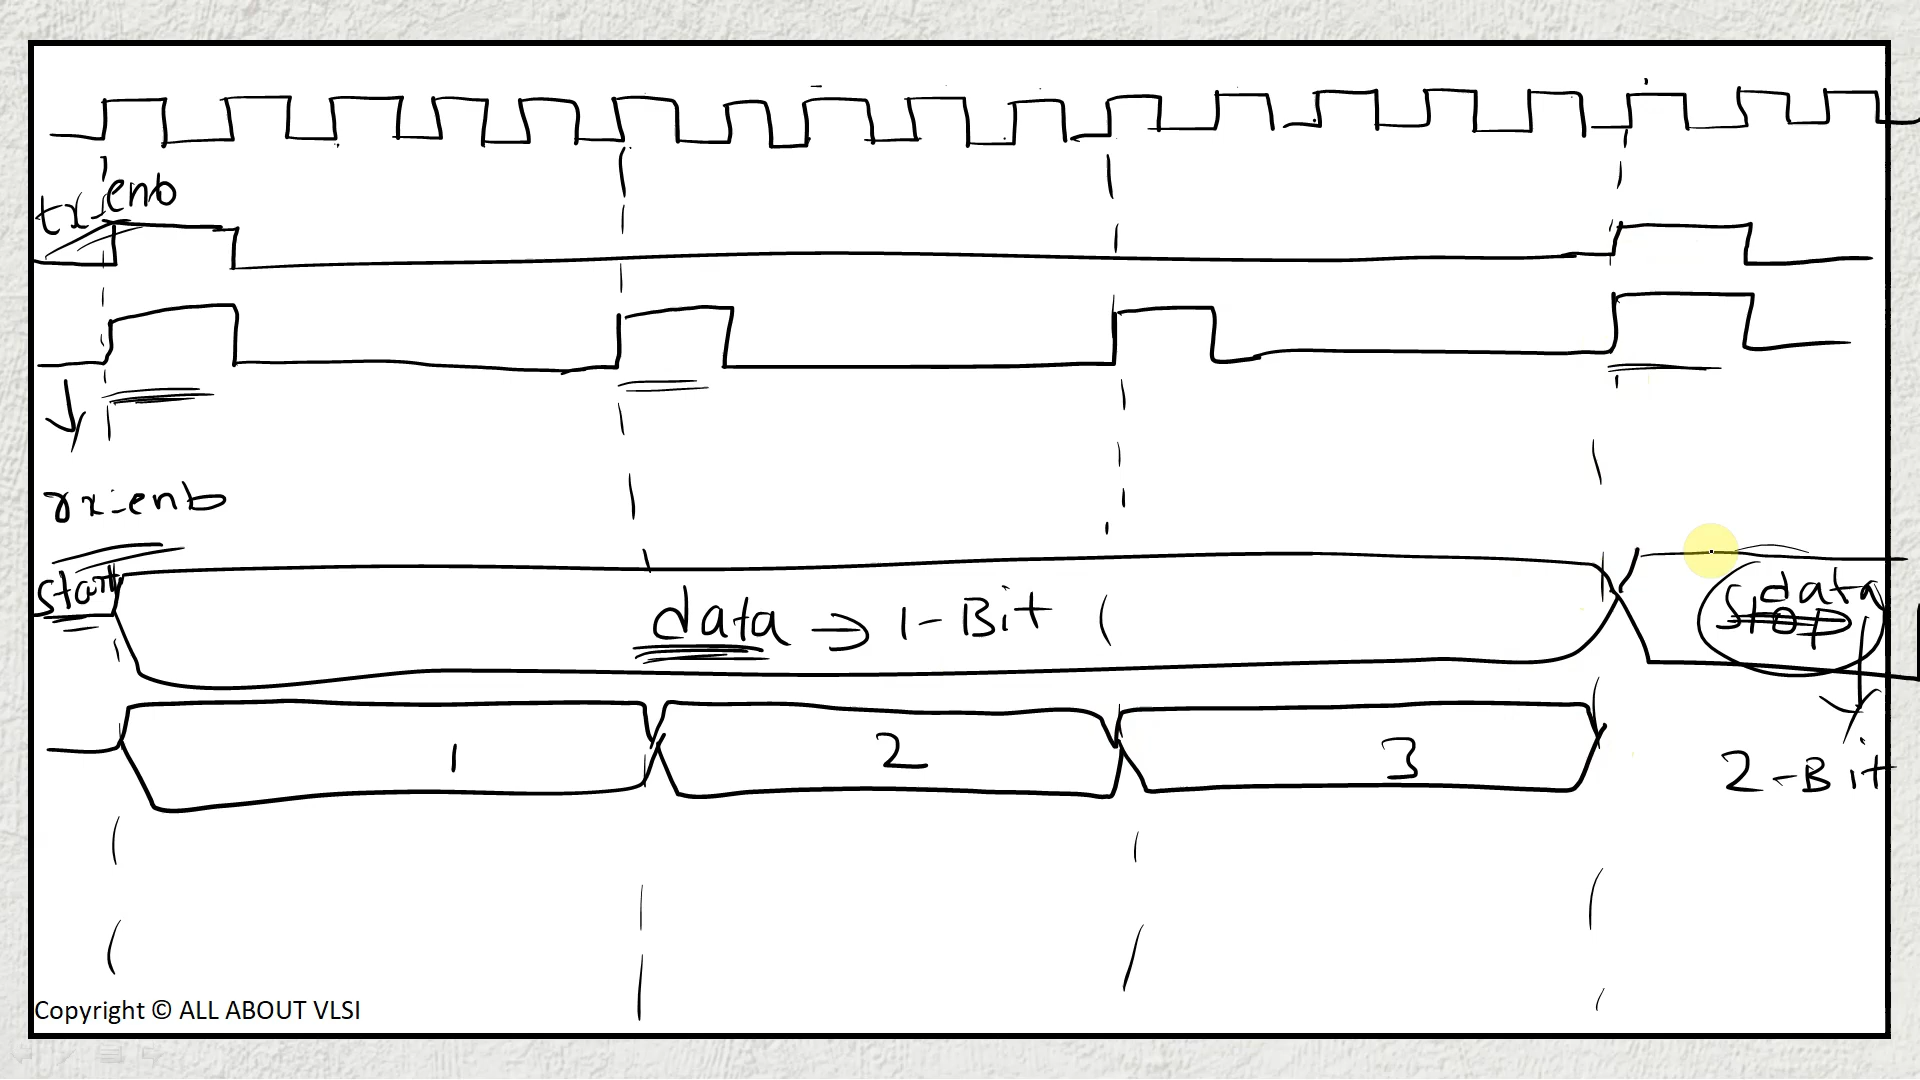 tx_enb
rx_enb
start
data → 1-Bit
data
stop
1
2
3
2-Bit
Copyright © ALL ABOUT VLSI